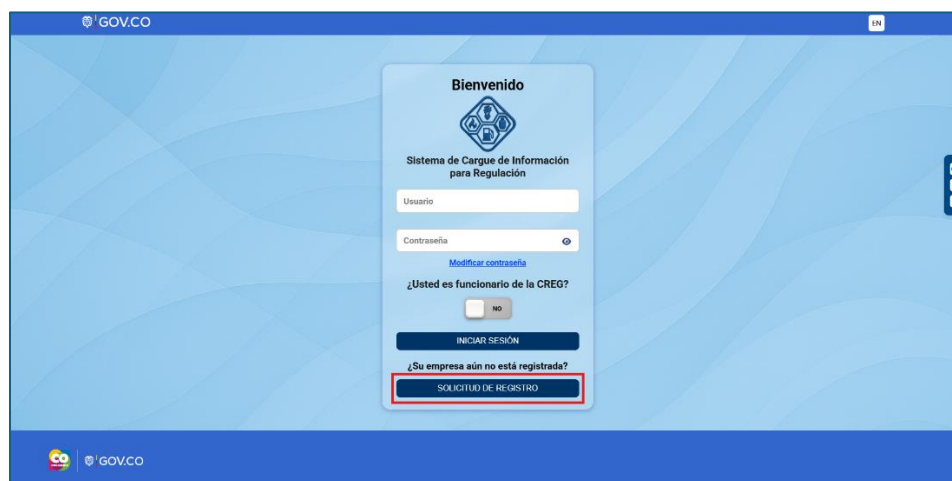 GOV.CO
EN
Bienvenido
Sistema de Cargue de Información
para Regulación
Usuario
Contraseña
Modificar contraseña
¿Usted es funcionario de la CREG?
NO
INICIAR SESIÓN
¿Su empresa aún no está registrada?
SOLICITUD DE REGISTRO
CO
GOV.CO